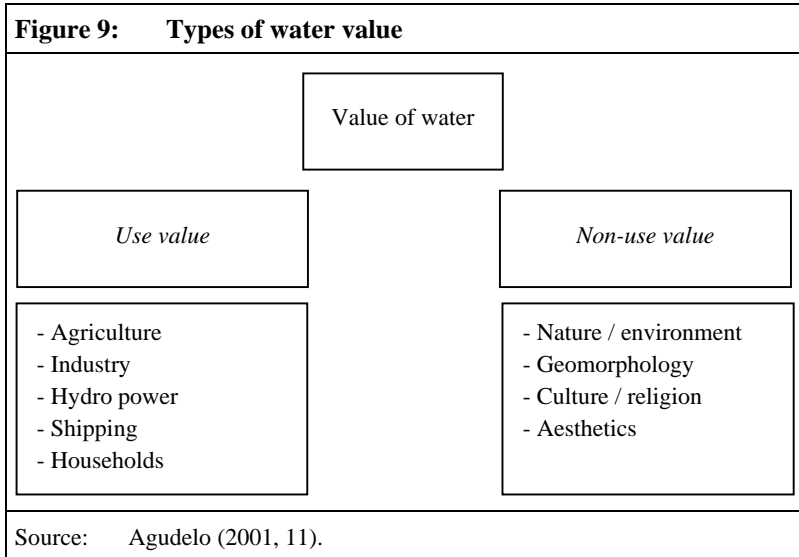 Figure 9: Types of water value
Value of water
Use value
Non-use value
- Agriculture
- Industry
- Hydro power
- Shipping
- Households
- Nature / environment
- Geomorphology
- Culture / religion
- Aesthetics
Source: Agudelo (2001, 11).